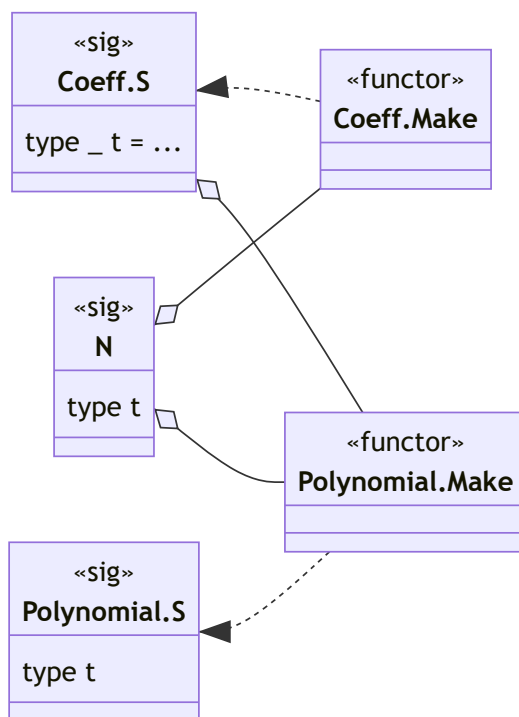 «sig»
Coeff.S
type _ t = ...
«functor»
Coeff.Make
«sig»
N
type t
«functor»
Polynomial.Make
«sig»
Polynomial.S
type t